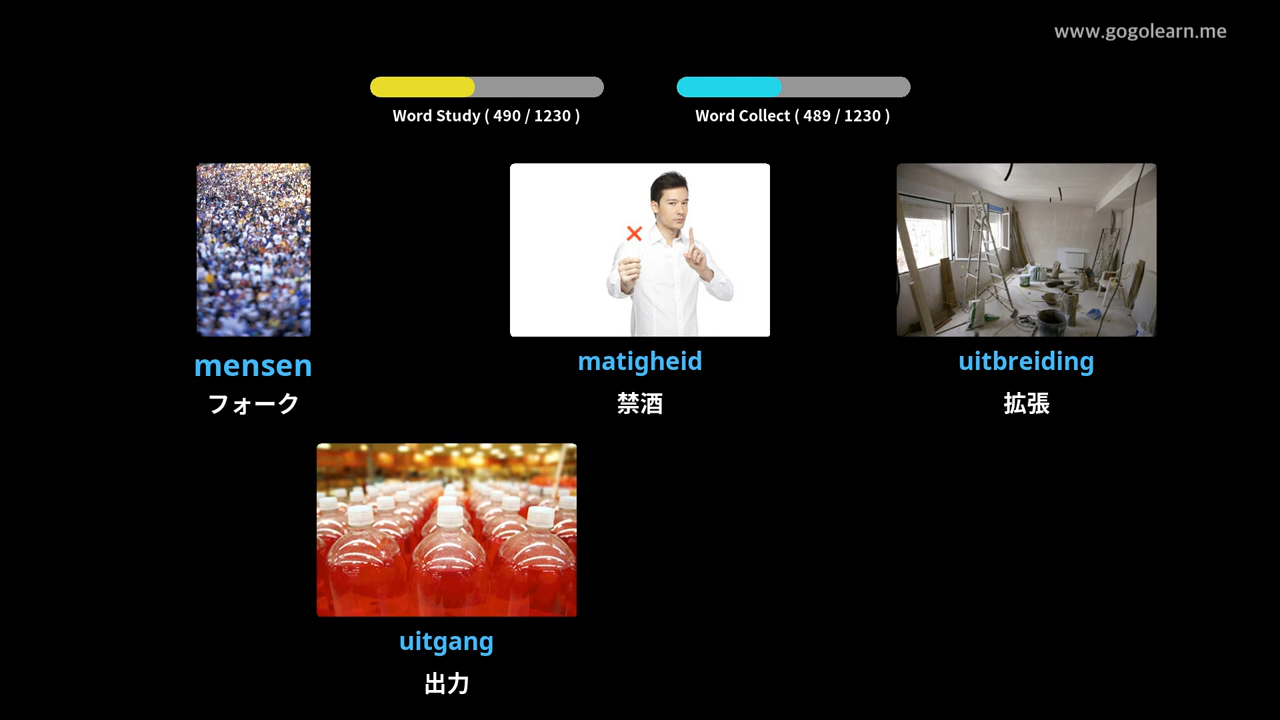 www.gogolearn.me
Word Study ( 490 / 1230 )
Word Collect ( 489 / 1230 )
mensen
フォーク
matigheid
禁酒
uitbreiding
拡張
uitgang
出力